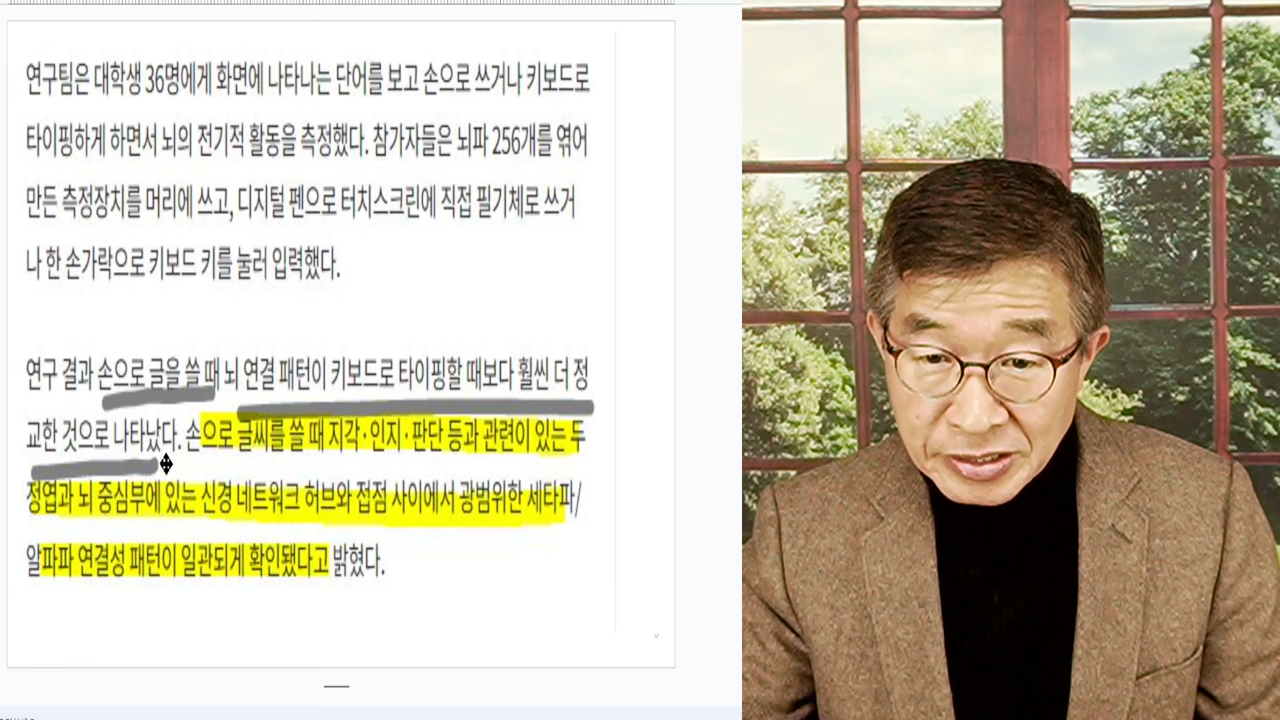 연구팀은 대학생 36명에게 화면에 나타나는 단어를 보고 손으로 쓰거나 키보드로
타이핑하게 하면서 뇌의 전기적 활동을 측정했다. 참가자들은 뇌파 256개를 엮어
만든 측정장치를 머리에 쓰고, 디지털 펜으로 터치스크린에 직접 필기체로 쓰거
나 한 손가락으로 키보드 키를 눌러 입력했다.
연구 결과 손으로 글을 쓸 때 뇌 연결 패턴이 키보드로 타이핑할 때보다 훨씬 더 정
교한 것으로 나타났다. 손으로 글씨를 쓸 때 지각·인지·판단 등과 관련이 있는 두
정엽과 뇌 중심부에 있는 신경 네트워크 허브와 접점 사이에서 광범위한 세타파/
알파파 연결성 패턴이 일관되게 확인됐다고 밝혔다.